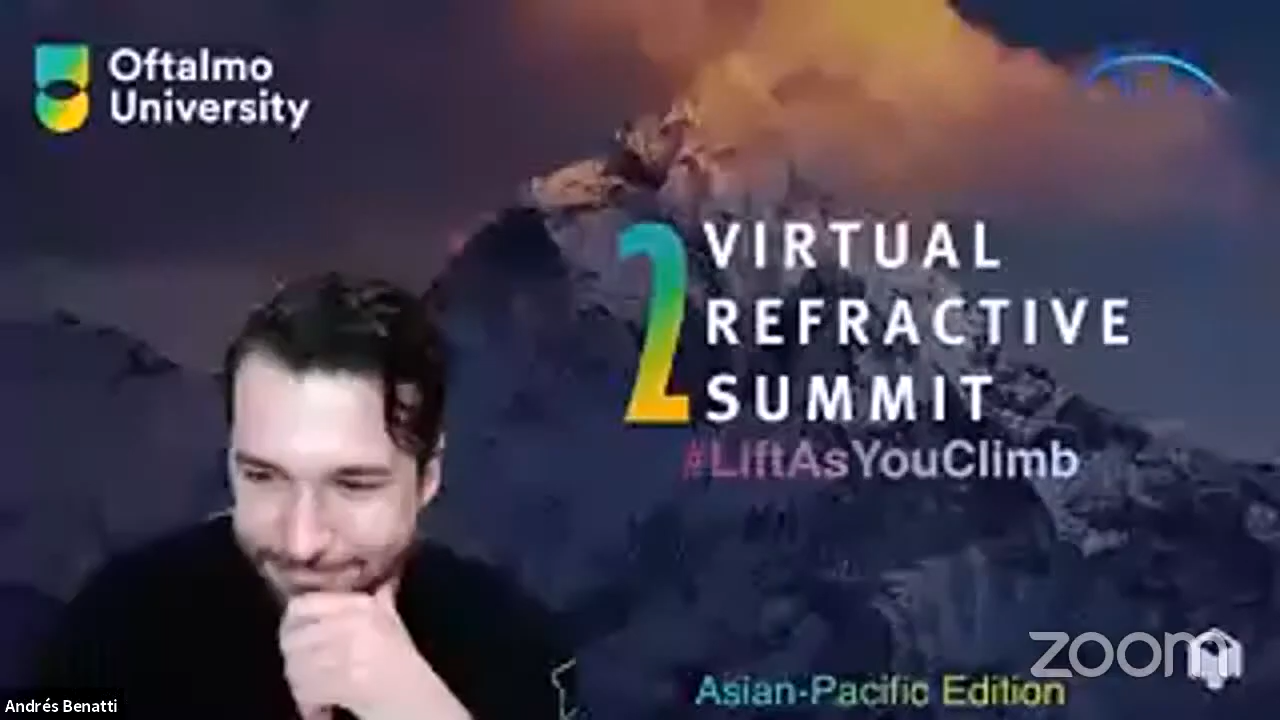 Oftalmo
University
2
VIRTUAL
REFRACTIVE
SUMMIT
#LiftAsYouClimb
zoom
Asian-Pacific Edition
Andrés Benatti